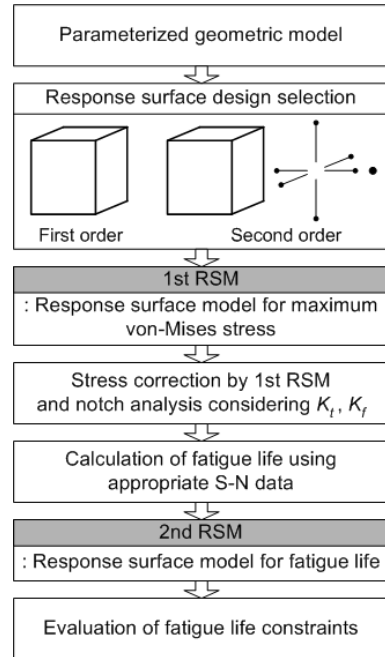 Parameterized geometric model
Response surface design selection
First order
Second order
1st RSM
: Response surface model for maximum
von-Mises stress
Stress correction by 1st RSM
and notch analysis considering K_t, K_f
Calculation of fatigue life using
appropriate S-N data
2nd RSM
: Response surface model for fatigue life
Evaluation of fatigue life constraints